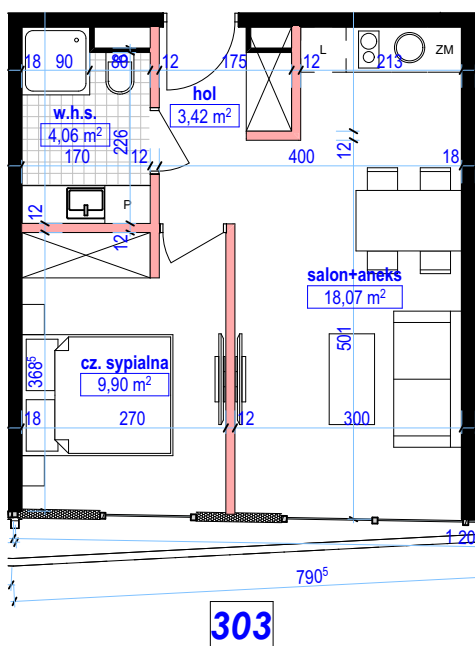 L
ZM
18
90
80
12
175
12
213
hol
3,42 m²
w.h.s.
4,06 m²
226
12
170
12
400
18
P
12
12
salon+aneks
18,07 m²
501
cz. sypialna
9,90 m²
368⁵
18
270
12
300
1 20
790⁵
303